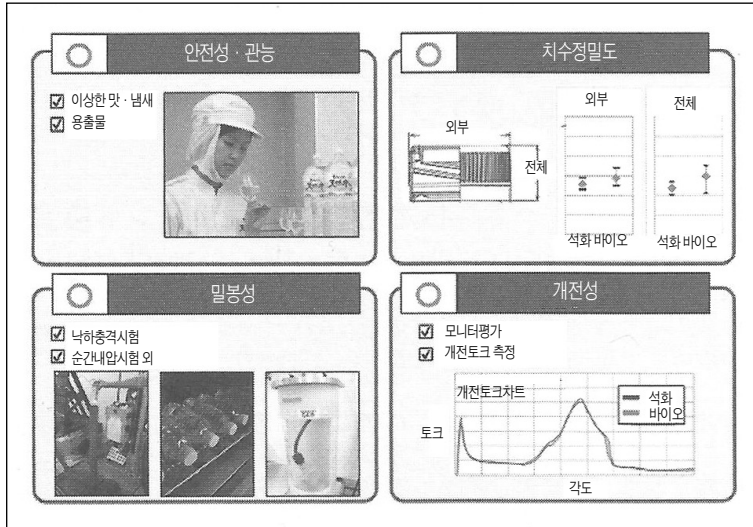 안전성 · 관능
이상한 맛 · 냄새
용출물
치수정밀도
외부
전체
외부
전체
석화 바이오
석화 바이오
밀봉성
낙하충격시험
순간내압시험 외
개전성
모니터평가
개전토크 측정
개전토크차트
석화
바이오
토크
각도